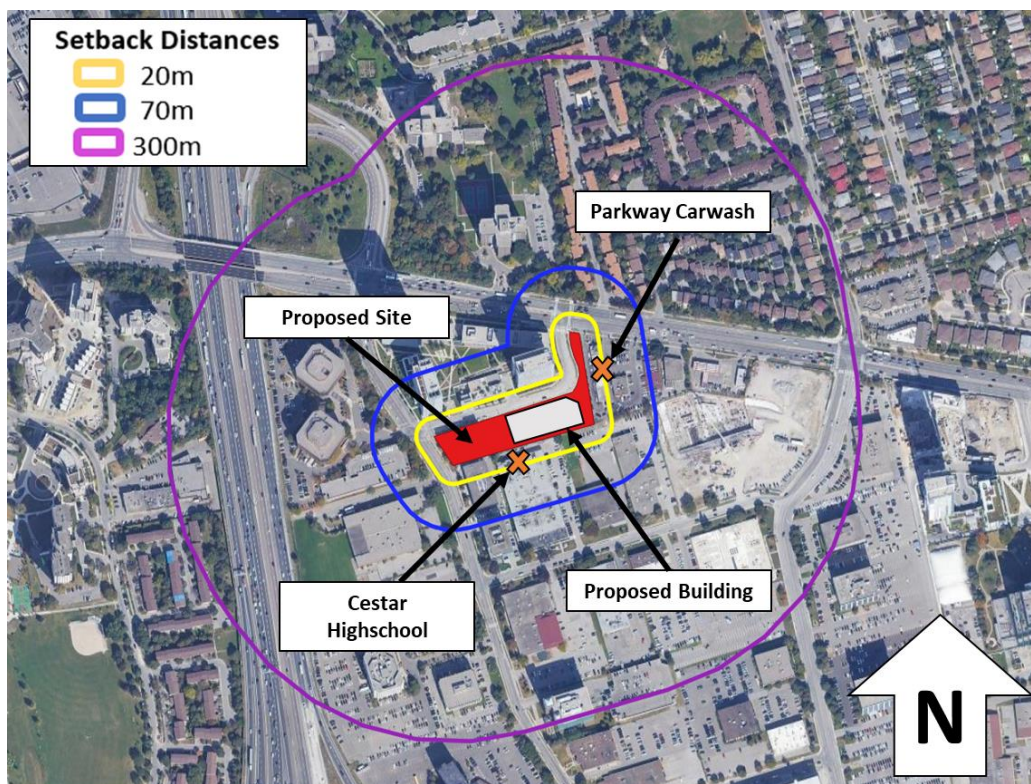 Setback Distances
20m
70m
300m
Parkway Carwash
Proposed Site
Proposed Building
Cestar
Highschool
N